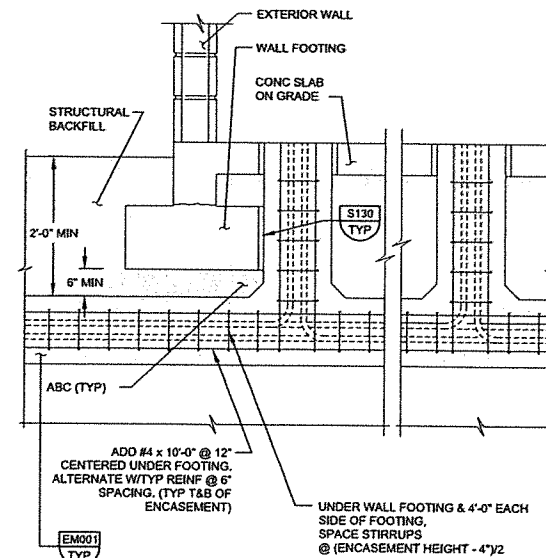 EXTERIOR WALL
WALL FOOTING
CONC SLAB
ON GRADE
STRUCTURAL
BACKFILL
S130
TYP
2'-0" MIN
6" MIN
ABC (TYP)
ADD #4 x 10'-0" @ 12"
CENTERED UNDER FOOTING.
ALTERNATE W/TYP REINF @ 6"
SPACING. (TYP T&B OF
ENCASEMENT)
UNDER WALL FOOTING & 4'-0" EACH
SIDE OF FOOTING,
SPACE STIRRUPS
@ (ENCASEMENT HEIGHT - 4")/2
EM001
TYP